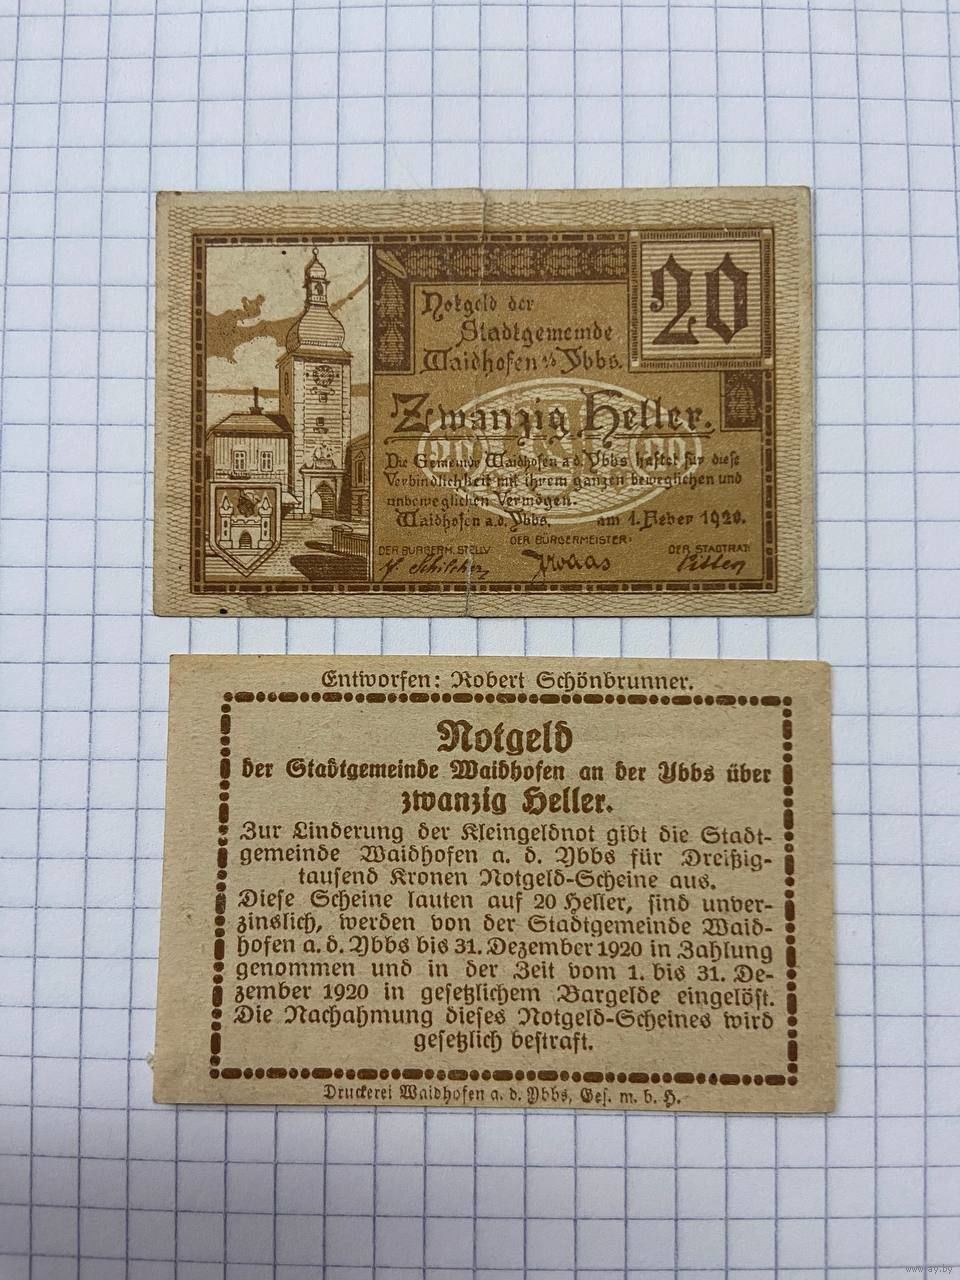 20
Notgeld der
Stadtgemeinde
Waidhofen a/d Ybbs.
Zwanzig Heller.
Die Gemeinde Waidhofen a d. Ybbs haftet für diese
Verbindlichkeit mit ihrem ganzen beweglichen und
unbeweglichen Vermögen.
Waidhofen a.d. Ybbs, am 1. Feber 1920.
DER BÜRGERM. STELLV. DER BÜRGERMEISTER: DER STADTRAT:
Schilcher
Entworfen: Robert Schönbrunner.
Notgeld
der Stadtgemeinde Waidhofen an der Ybbs über
zwanzig Heller.
Zur Linderung der Kleingeldnot gibt die Stadt-
gemeinde Waidhofen a. d. Ybbs für Dreißig-
tausend Kronen Notgeld-Scheine aus.
Diese Scheine lauten auf 20 Heller, sind unver-
zinslich, werden von der Stadtgemeinde Waid-
hofen a. d. Ybbs bis 31. Dezember 1920 in Zahlung
genommen und in der Zeit vom 1. bis 31. De-
zember 1920 in gesetzlichem Bargelde eingelöst.
Die Nachahmung dieses Notgeld-Scheines wird
gesetzlich bestraft.
Druckerei Waidhofen a. d. Ybbs, Ges. m. b. H.
www.ay.by